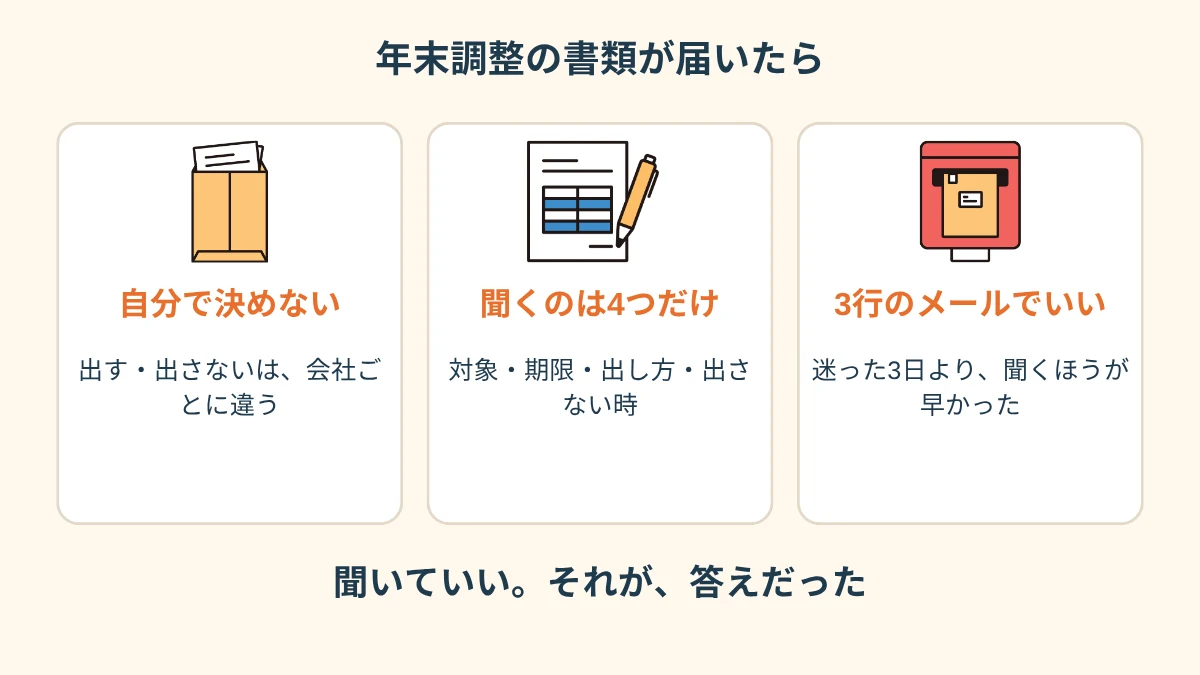 年末調整の書類が届いたら
自分で決めない
出す・出さないは、会社ご
とに違う
聞くのは4つだけ
対象・期限・出し方・出さ
ない時
3行のメールでいい
迷った3日より、聞くほうが
早かった
聞いていい。それが、答えだった